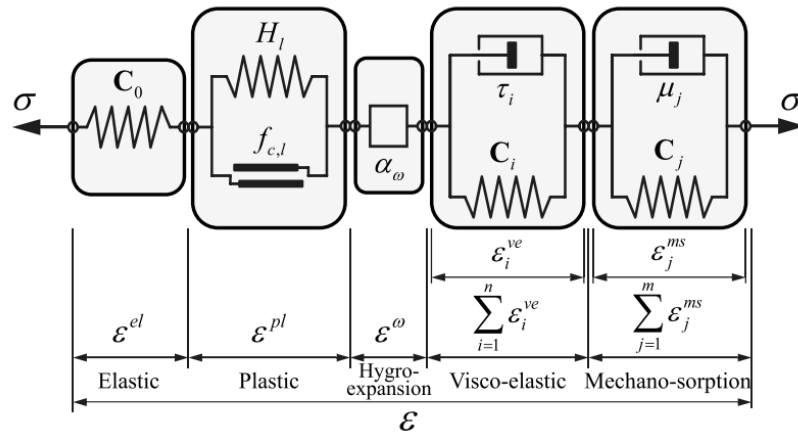 σ
C₀
H_l
f_{c,l}
α_ω
τ_i
C_i
μ_j
C_j
σ
ε_i^{ve}
ε_j^{ms}
ε^{el}
ε^{pl}
ε^ω
∑_{i=1}^{n} ε_i^{ve}
∑_{j=1}^{m} ε_j^{ms}
Elastic
Plastic
Hygro-
expansion
Visco-elastic
Mechano-sorption
ε